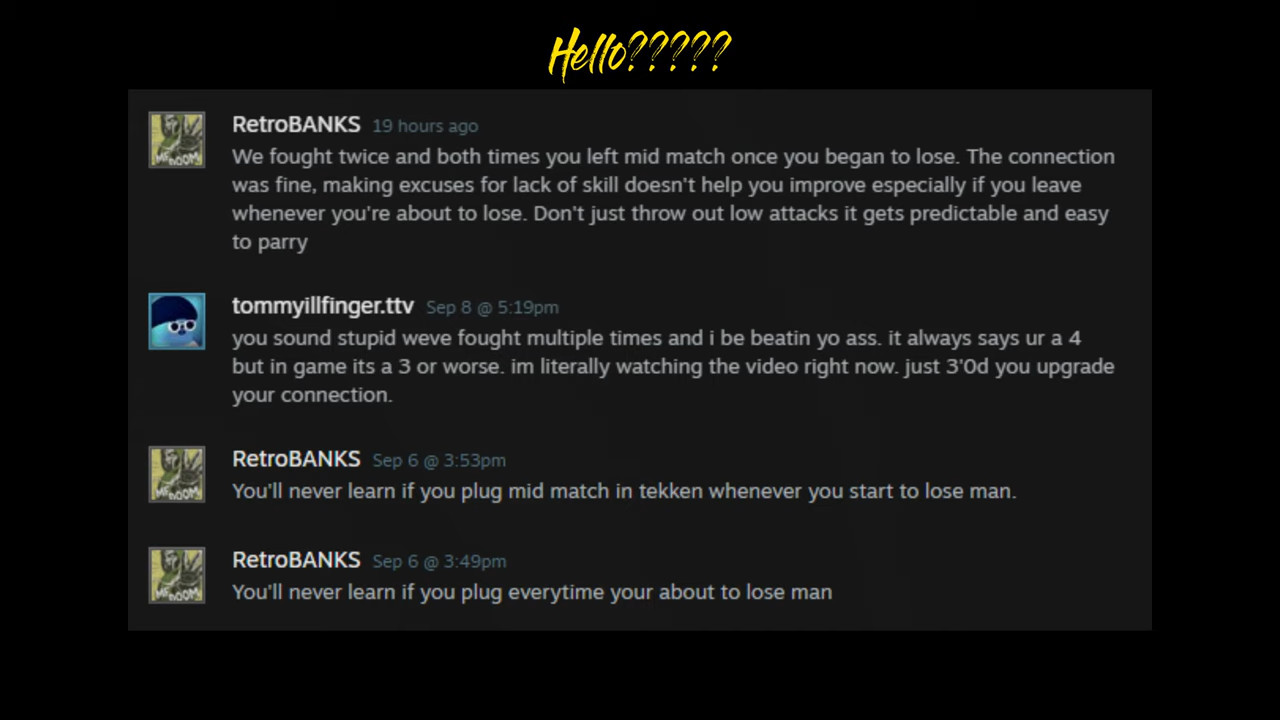 Hello?????
RetroBANKS 19 hours ago
We fought twice and both times you left mid match once you began to lose. The connection
was fine, making excuses for lack of skill doesn't help you improve especially if you leave
whenever you're about to lose. Don't just throw out low attacks it gets predictable and easy
to parry
tommyillfinger.ttv Sep 8 @ 5:19pm
you sound stupid weve fought multiple times and i be beatin yo ass. it always says ur a 4
but in game its a 3 or worse. im literally watching the video right now. just 3'0d you upgrade
your connection.
RetroBANKS Sep 6 @ 3:53pm
You'll never learn if you plug mid match in tekken whenever you start to lose man.
RetroBANKS Sep 6 @ 3:49pm
You'll never learn if you plug everytime your about to lose man